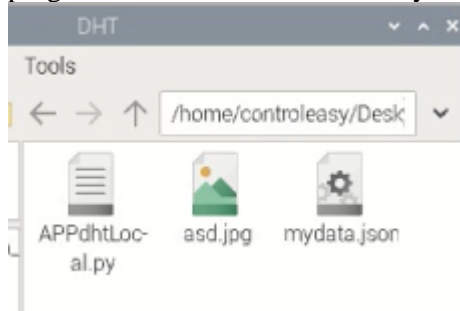 DHT
Tools
/home/controleasy/Desk
APPdhtLoc-
al.py
asd.jpg
mydata.json